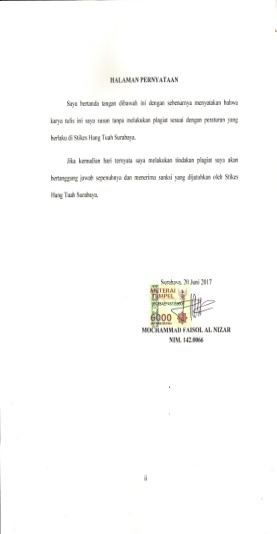 HALAMAN PERNYATAAN
Saya bertanda tangan dibawah ini dengan sebenarnya menyatakan bahwa
karya tulis ini saya susun tanpa melakukan plagiat sesuai dengan peraturan yang
berlaku di Stikes Hang Tuah Surabaya.
Jika kemudian hari ternyata saya melakukan tindakan plagiat saya akan
bertanggung jawab sepenuhnya dan menerima sanksi yang dijatuhkan oleh Stikes
Hang Tuah Surabaya.
Surabaya, 20 Juni 2017
METERAI
TEMPEL
6000
MOCHAMMAD FAISOL AL NIZAR
NIM. 142.0066
ii